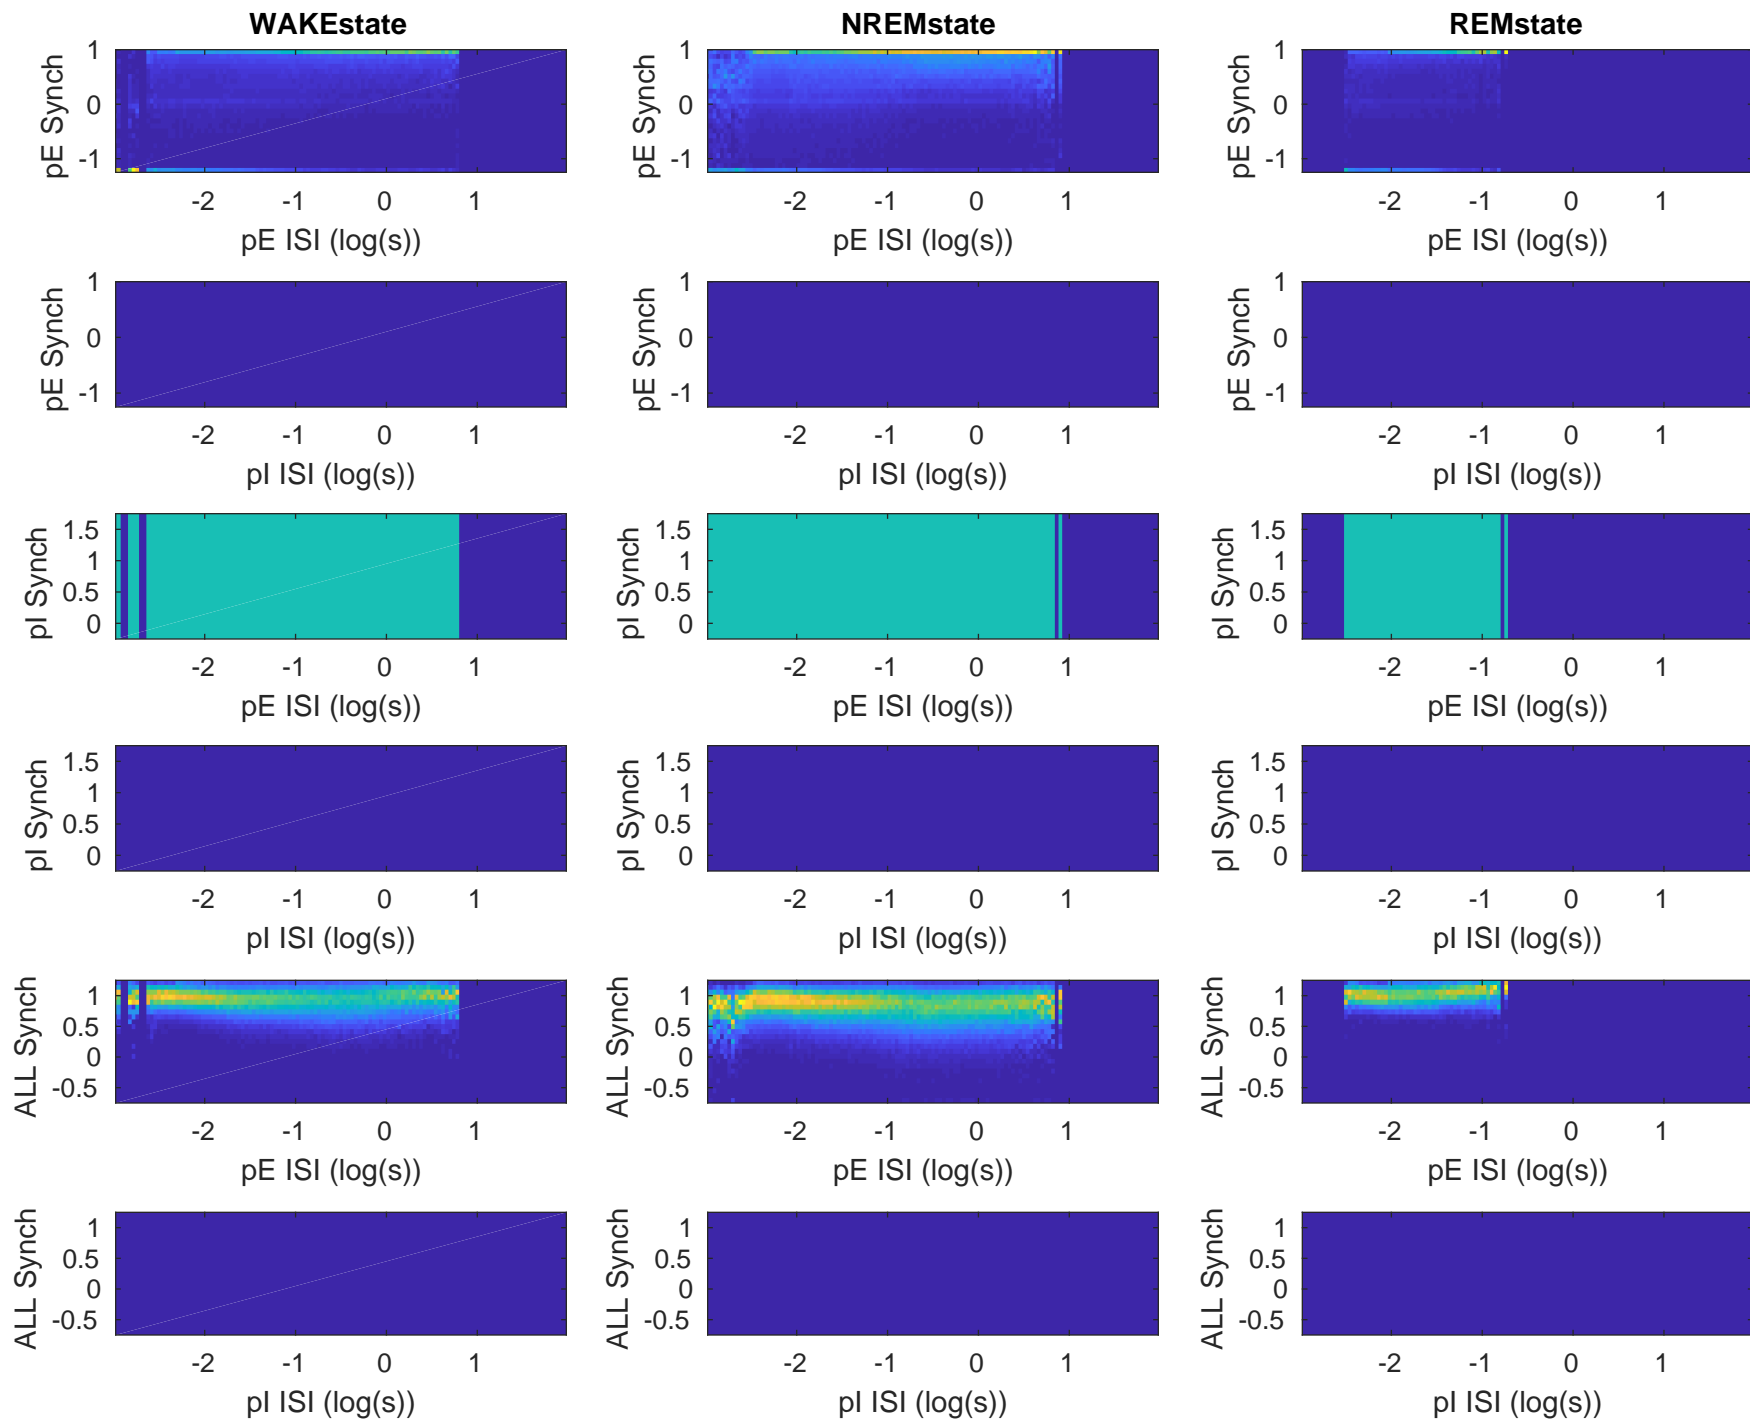 WAKEstate NREMstate REMstate
pE Synch 1 0 -1 pE Synch 1 0 -1 pE Synch 1 0 -1
-2 -1 0 1 -2 -1 0 1 -2 -1 0 1
pE ISI (log(s)) pE ISI (log(s)) pE ISI (log(s))
pE Synch 1 0 -1 pE Synch 1 0 -1 pE Synch 1 0 -1
-2 -1 0 1 -2 -1 0 1 -2 -1 0 1
pI ISI (log(s)) pI ISI (log(s)) pI ISI (log(s))
pI Synch 1.5 1 0.5 0 pI Synch 1.5 1 0.5 0 pI Synch 1.5 1 0.5 0
-2 -1 0 1 -2 -1 0 1 -2 -1 0 1
pE ISI (log(s)) pE ISI (log(s)) pE ISI (log(s))
pI Synch 1.5 1 0.5 0 pI Synch 1.5 1 0.5 0 pI Synch 1.5 1 0.5 0
-2 -1 0 1 -2 -1 0 1 -2 -1 0 1
pI ISI (log(s)) pI ISI (log(s)) pI ISI (log(s))
ALL Synch 1 0.5 0 -0.5 ALL Synch 1 0.5 0 -0.5 ALL Synch 1 0.5 0 -0.5
-2 -1 0 1 -2 -1 0 1 -2 -1 0 1
pE ISI (log(s)) pE ISI (log(s)) pE ISI (log(s))
ALL Synch 1 0.5 0 -0.5 ALL Synch 1 0.5 0 -0.5 ALL Synch 1 0.5 0 -0.5
-2 -1 0 1 -2 -1 0 1 -2 -1 0 1
pI ISI (log(s)) pI ISI (log(s)) pI ISI (log(s))